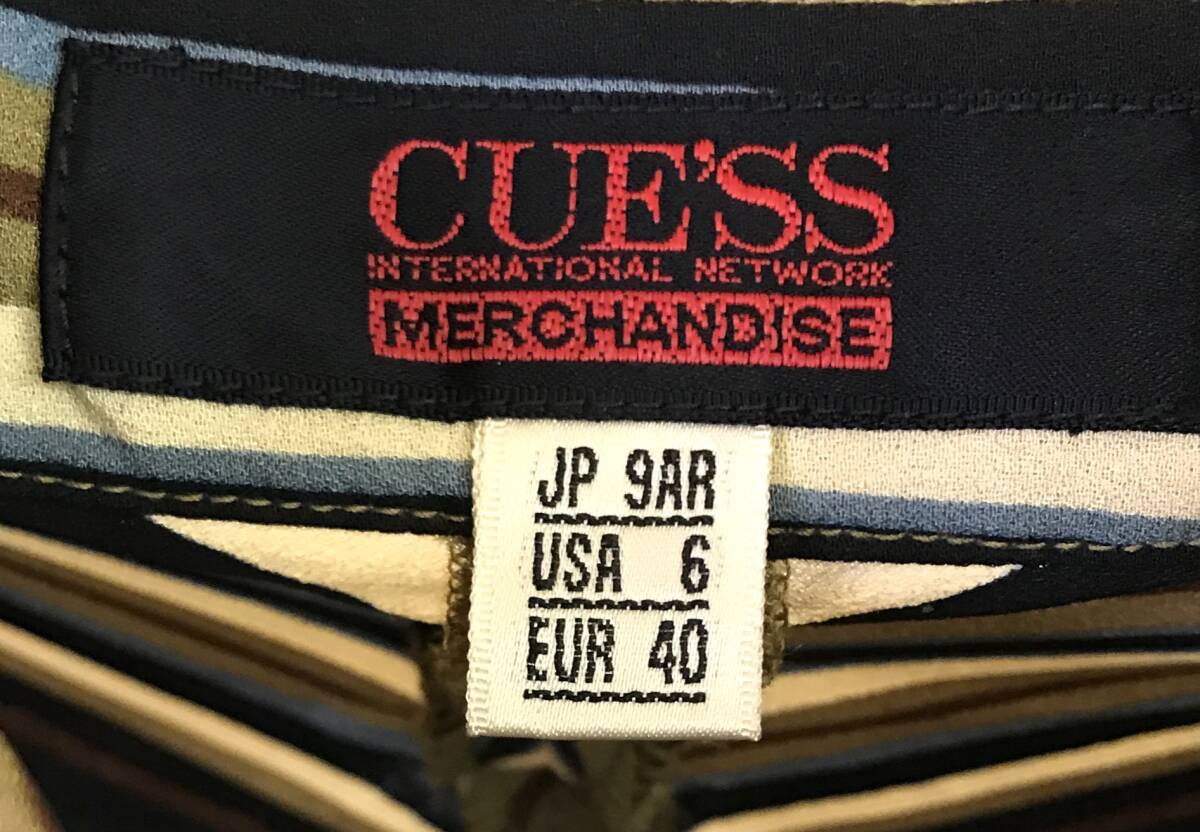 CUE'SS
INTERNATIONAL NETWORK
MERCHANDISE
JP 9AR
USA 6
EUR 40